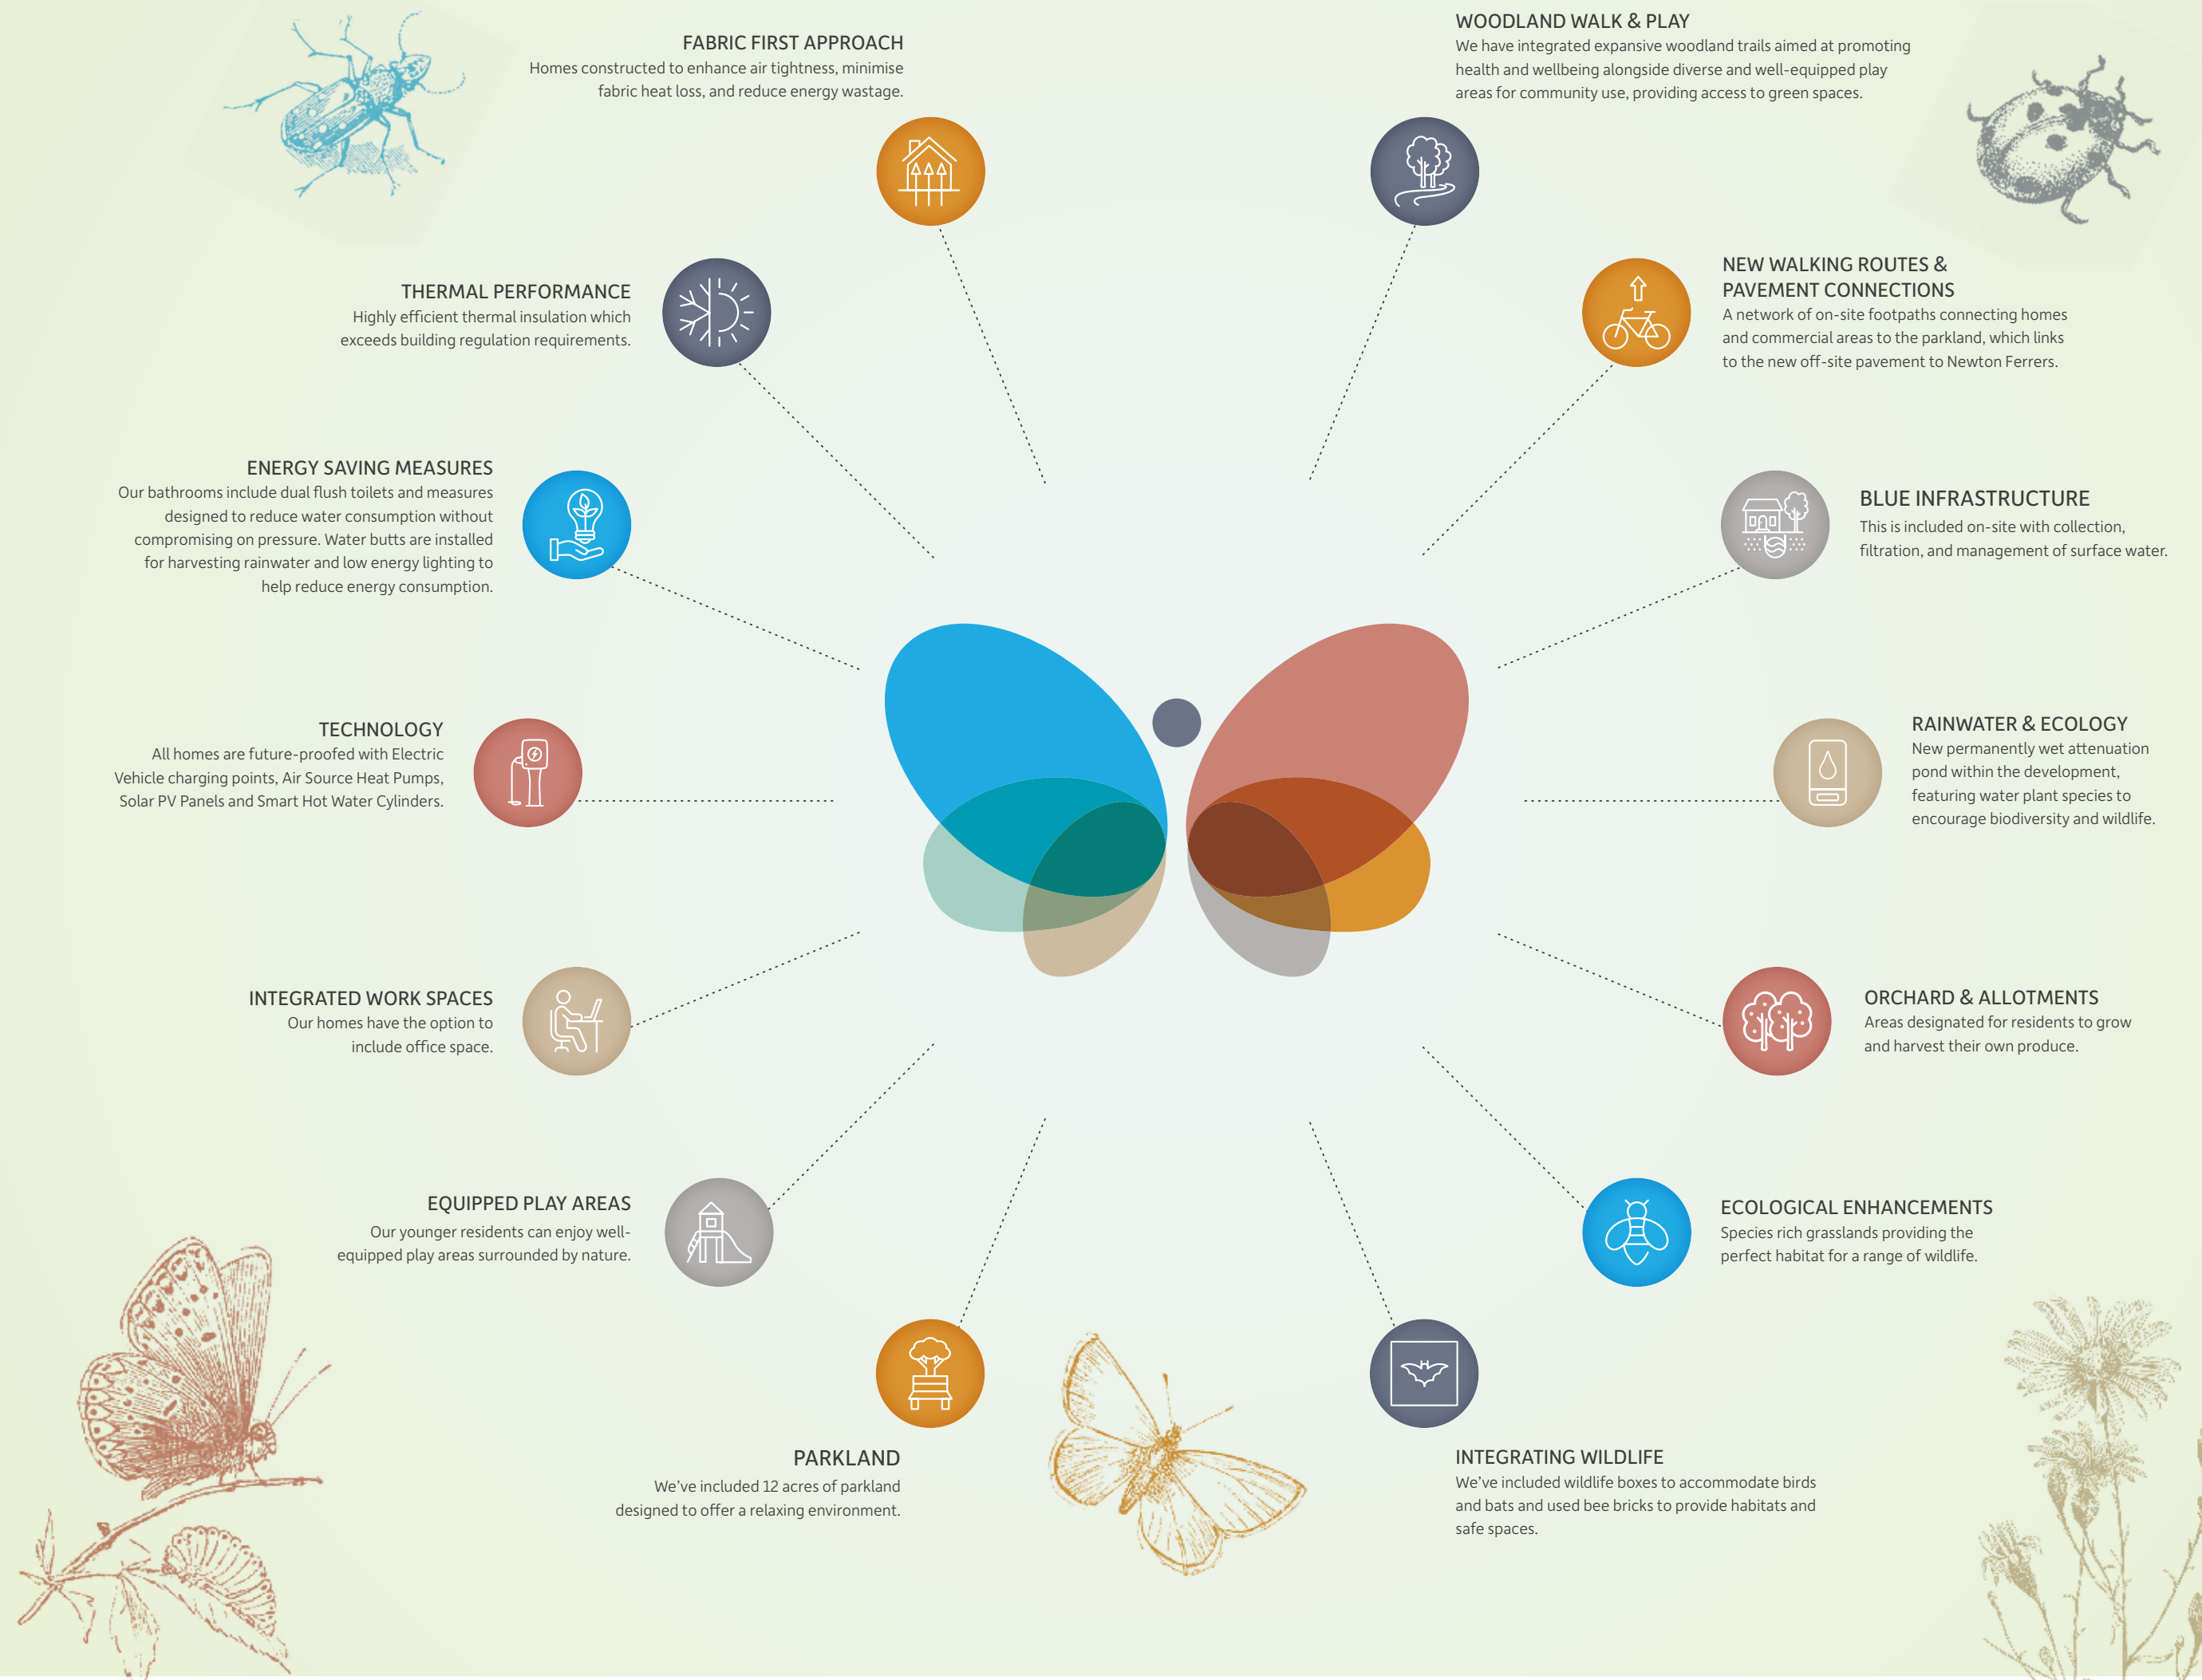 FABRIC FIRST APPROACH
Homes constructed to enhance air tightness, minimise
fabric heat loss, and reduce energy wastage.
THERMAL PERFORMANCE
Highly efficient thermal insulation which
exceeds building regulation requirements.
ENERGY SAVING MEASURES
Our bathrooms include dual flush toilets and measures
designed to reduce water consumption without
compromising on pressure. Water butts are installed
for harvesting rainwater and low energy lighting to
help reduce energy consumption.
TECHNOLOGY
All homes are future-proofed with Electric
Vehicle charging points, Air Source Heat Pumps,
Solar PV Panels and Smart Hot Water Cylinders.
INTEGRATED WORK SPACES
Our homes have the option to
include office space.
EQUIPPED PLAY AREAS
Our younger residents can enjoy well-
equipped play areas surrounded by nature.
PARKLAND
We've included 12 acres of parkland
designed to offer a relaxing environment.
WOODLAND WALK & PLAY
We have integrated expansive woodland trails aimed at promoting
health and wellbeing alongside diverse and well-equipped play
areas for community use, providing access to green spaces.
NEW WALKING ROUTES &
PAVEMENT CONNECTIONS
A network of on-site footpaths connecting homes
and commercial areas to the parkland, which links
to the new off-site pavement to Newton Ferrers.
BLUE INFRASTRUCTURE
This is included on-site with collection,
filtration, and management of surface water.
RAINWATER & ECOLOGY
New permanently wet attenuation
pond within the development,
featuring water plant species to
encourage biodiversity and wildlife.
ORCHARD & ALLOTMENTS
Areas designated for residents to grow
and harvest their own produce.
ECOLOGICAL ENHANCEMENTS
Species rich grasslands providing the
perfect habitat for a range of wildlife.
INTEGRATING WILDLIFE
We've included wildlife boxes to accommodate birds
and bats and used bee bricks to provide habitats and
safe spaces.